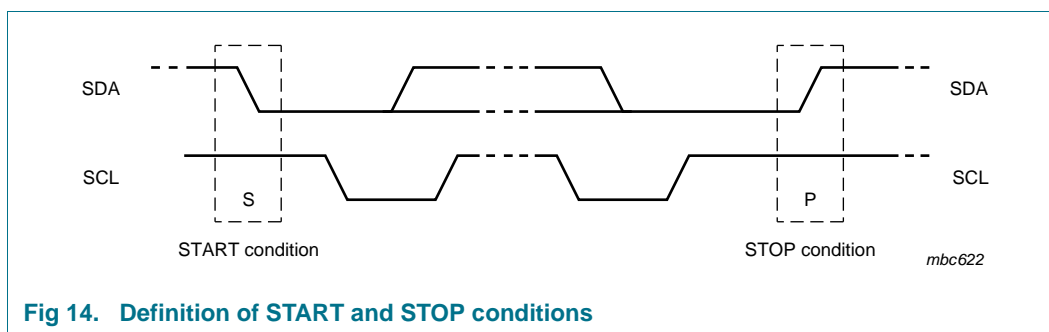 SDA SDA
SCL SCL
S P
START condition STOP condition
mbc622
Fig 14. Definition of START and STOP conditions